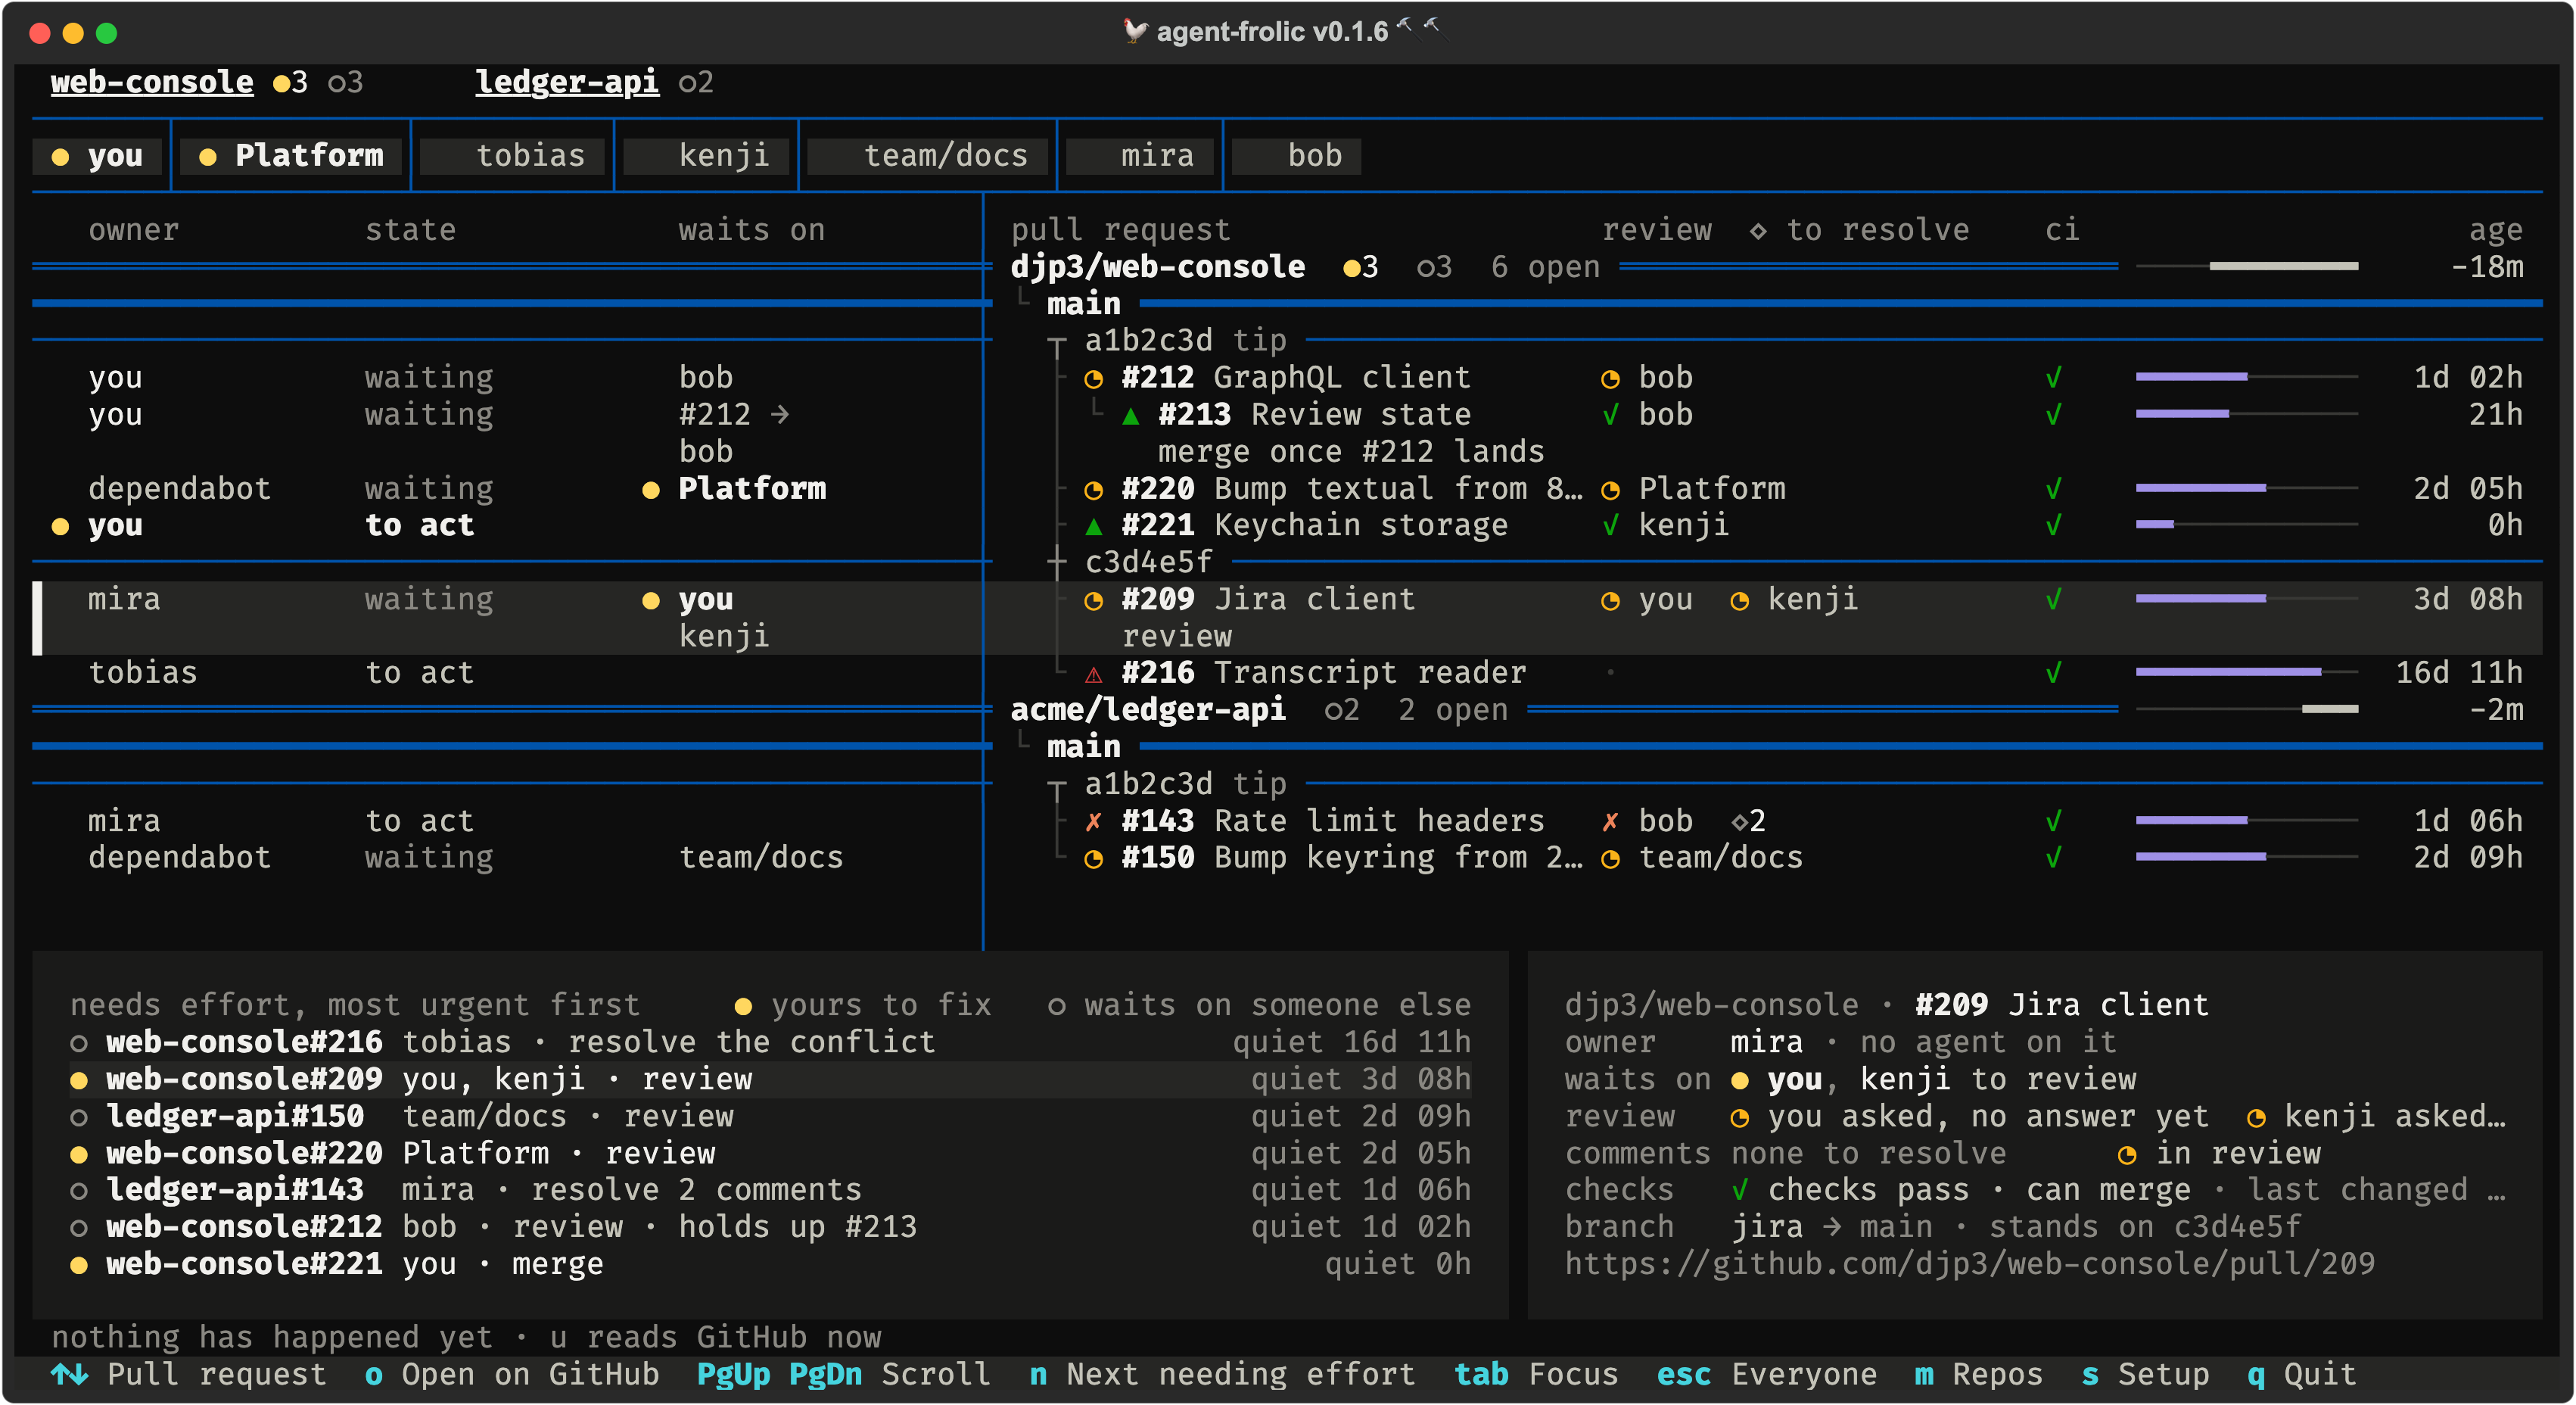 🐓 agent-frolic v0.1.6 🔨🔨
web-console ●3 ○3 ledger-api ○2
● you ● Platform tobias kenji team/docs mira bob
owner state waits on pull request review ◇ to resolve ci age
djp3/web-console ●3 ○3 6 open -18m
└ main
a1b2c3d tip
you waiting bob ◔ #212 GraphQL client ◔ bob √ 1d 02h
you waiting #212 → └ ▲ #213 Review state √ bob √ 21h
bob merge once #212 lands
dependabot waiting ● Platform ◔ #220 Bump textual from 8… ◔ Platform √ 2d 05h
● you to act ▲ #221 Keychain storage √ kenji √ 0h
c3d4e5f
mira waiting ● you ◔ #209 Jira client ◔ you ◔ kenji √ 3d 08h
kenji review
tobias to act ⚠ #216 Transcript reader · √ 16d 11h
acme/ledger-api ○2 2 open -2m
└ main
a1b2c3d tip
mira to act ✗ #143 Rate limit headers ✗ bob ◇2 √ 1d 06h
dependabot waiting team/docs ◔ #150 Bump keyring from 2… ◔ team/docs √ 2d 09h
needs effort, most urgent first ● yours to fix ○ waits on someone else
○ web-console#216 tobias · resolve the conflict quiet 16d 11h
● web-console#209 you, kenji · review quiet 3d 08h
○ ledger-api#150 team/docs · review quiet 2d 09h
● web-console#220 Platform · review quiet 2d 05h
○ ledger-api#143 mira · resolve 2 comments quiet 1d 06h
○ web-console#212 bob · review · holds up #213 quiet 1d 02h
● web-console#221 you · merge quiet 0h
djp3/web-console · #209 Jira client
owner mira · no agent on it
waits on ● you, kenji to review
review ◔ you asked, no answer yet ◔ kenji asked…
comments none to resolve ◔ in review
checks √ checks pass · can merge · last changed …
branch jira → main · stands on c3d4e5f
https://github.com/djp3/web-console/pull/209
nothing has happened yet · u reads GitHub now
↑↓ Pull request o Open on GitHub PgUp PgDn Scroll n Next needing effort tab Focus esc Everyone m Repos s Setup q Quit